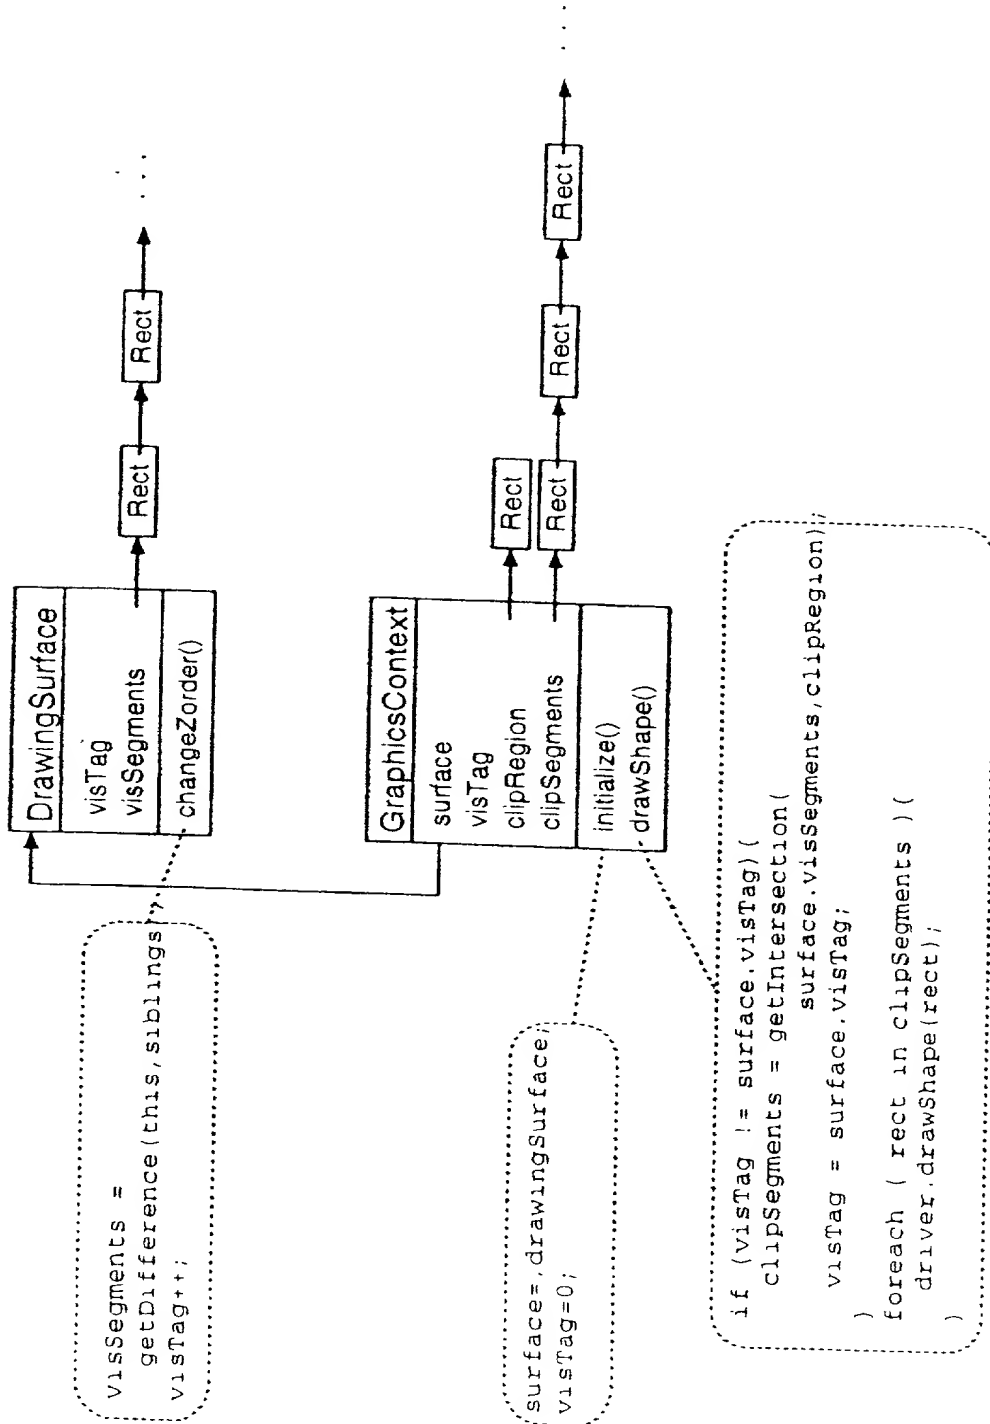 DrawingSurface
visTag
visSegments
changeZorder()
Rect
Rect
. . .
visSegments =
getDifference(this,siblings);
visTag++;
GraphicsContext
surface
visTag
clipRegion
clipSegments
initialize()
drawShape()
Rect
Rect
Rect
Rect
. . .
surface=,drawingSurface;
visTag=0;
if (visTag != surface.visTag)(
clipSegments = getIntersection(
surface.visSegments,clipRegion);
visTag = surface.visTag;
)
foreach ( rect in clipSegments )(
driver.drawShape(rect);
)